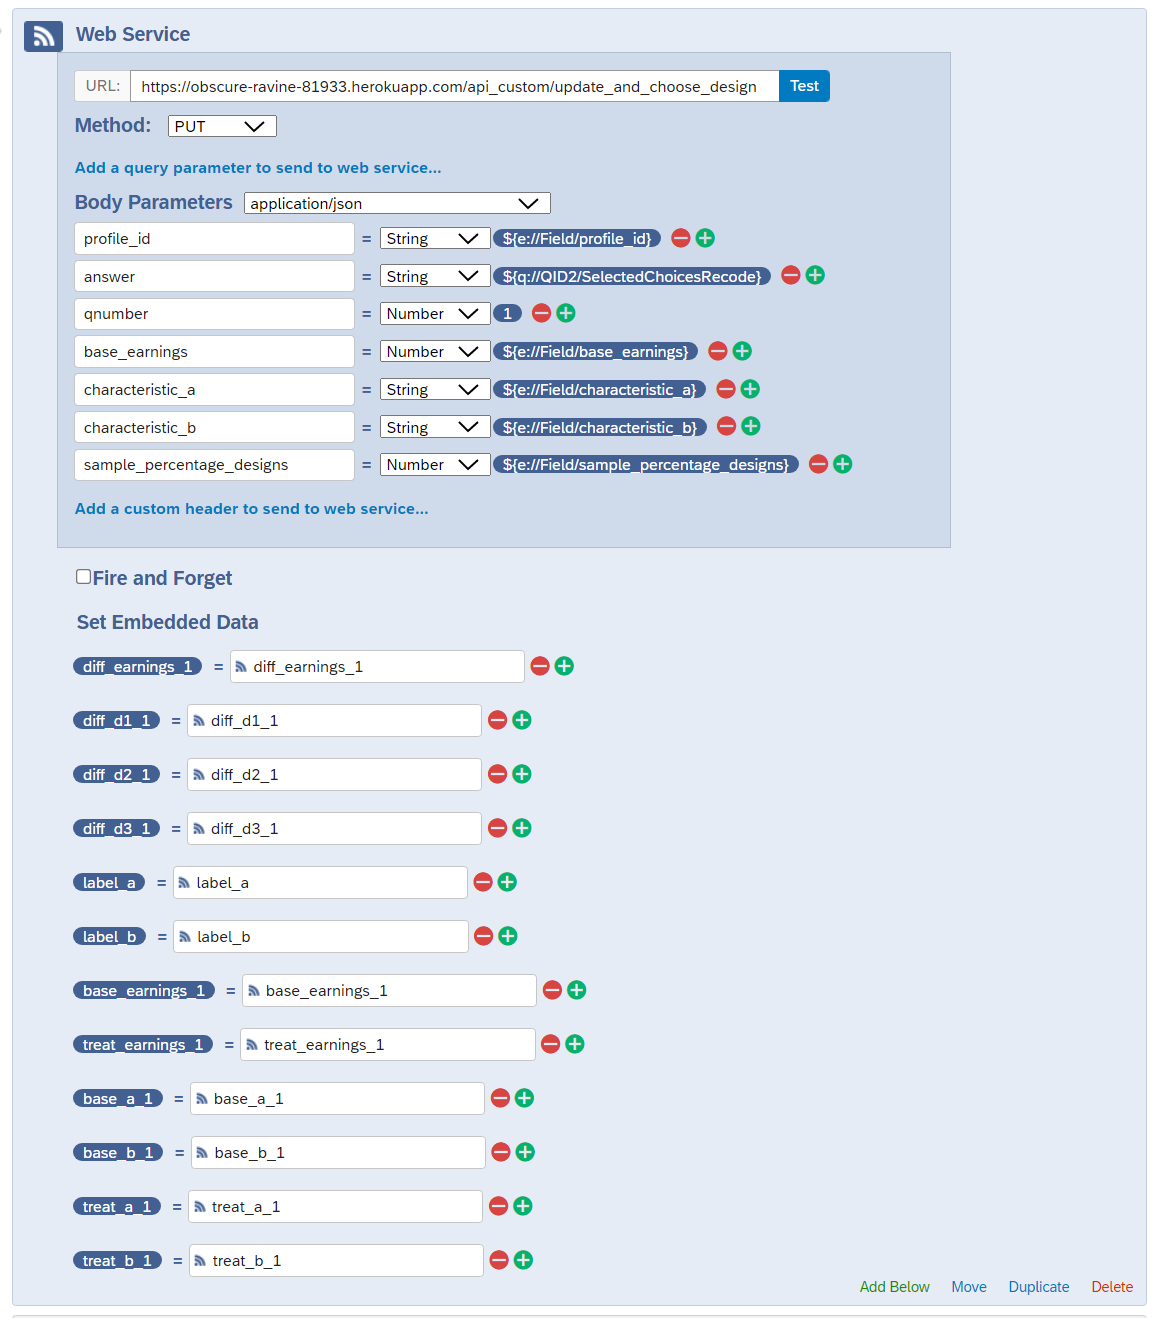 Web Service
URL: https://obscure-ravine-81933.herokuapp.com/api_custom/update_and_choose_design Test
Method: PUT
Add a query parameter to send to web service...
Body Parameters application/json
profile_id = String ${e://Field/profile_id}
answer = String ${q://QID2/SelectedChoicesRecode}
qnumber = Number 1
base_earnings = Number ${e://Field/base_earnings}
characteristic_a = String ${e://Field/characteristic_a}
characteristic_b = String ${e://Field/characteristic_b}
sample_percentage_designs = Number ${e://Field/sample_percentage_designs}
Add a custom header to send to web service...
Fire and Forget
Set Embedded Data
diff_earnings_1 = diff_earnings_1
diff_d1_1 = diff_d1_1
diff_d2_1 = diff_d2_1
diff_d3_1 = diff_d3_1
label_a = label_a
label_b = label_b
base_earnings_1 = base_earnings_1
treat_earnings_1 = treat_earnings_1
base_a_1 = base_a_1
base_b_1 = base_b_1
treat_a_1 = treat_a_1
treat_b_1 = treat_b_1
Add Below Move Duplicate Delete